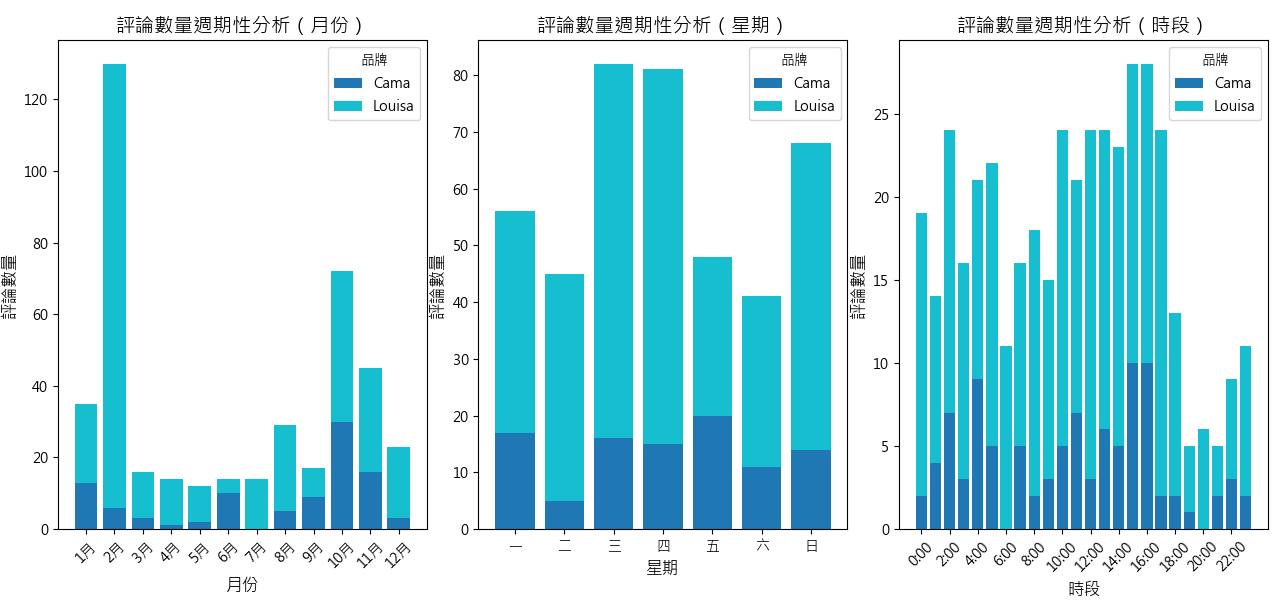 評論數量週期性分析（月份）
評論數量
120
100
80
60
40
20
0
品牌
Cama
Louisa
1月
2月
3月
4月
5月
6月
7月
8月
9月
10月
11月
12月
月份
評論數量週期性分析（星期）
評論數量
80
70
60
50
40
30
20
10
0
品牌
Cama
Louisa
一
二
三
四
五
六
日
星期
評論數量週期性分析（時段）
評論數量
25
20
15
10
5
0
品牌
Cama
Louisa
0:00
2:00
4:00
6:00
8:00
10:00
12:00
14:00
16:00
18:00
20:00
22:00
時段